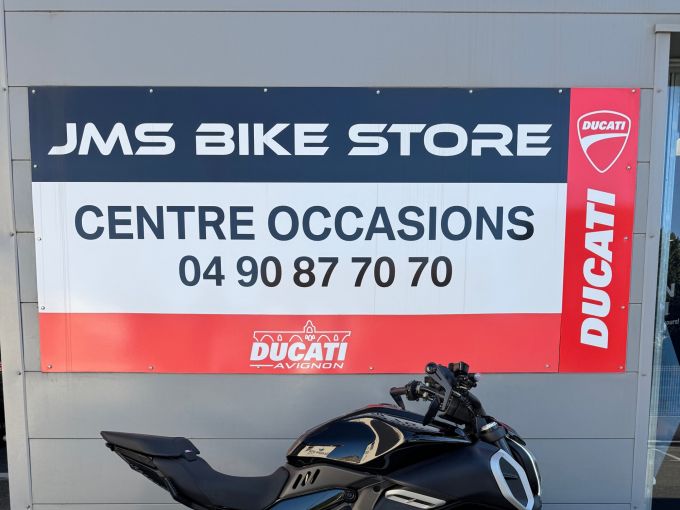 JMS BIKE STORE
DUCATI
CENTRE OCCASIONS
04 90 87 70 70
DUCATI
DUCATI
AVIGNON